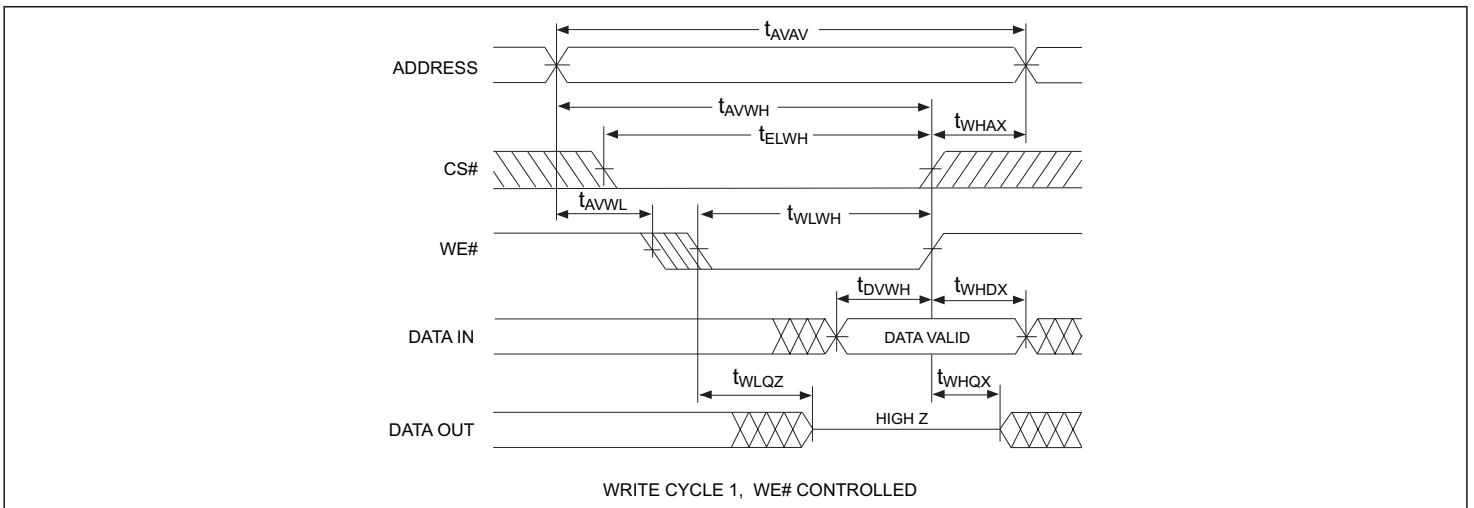 tAVAV
ADDRESS
tAVWH
tELWH
tWHAX
CS#
tAVWL
tWLWH
WE#
tDVWH
tWHDX
DATA IN
DATA VALID
tWLQZ
tWHQX
DATA OUT
HIGH Z
WRITE CYCLE 1, WE# CONTROLLED